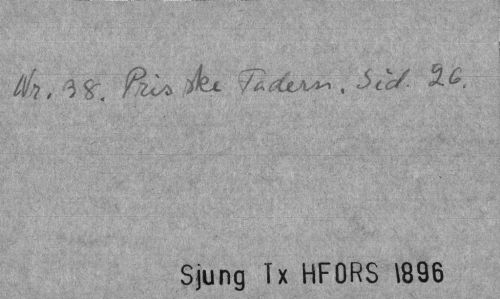 Nr. 38. Pris ske Fadern. Sid. 26.
Sjung Tx HFORS 1896